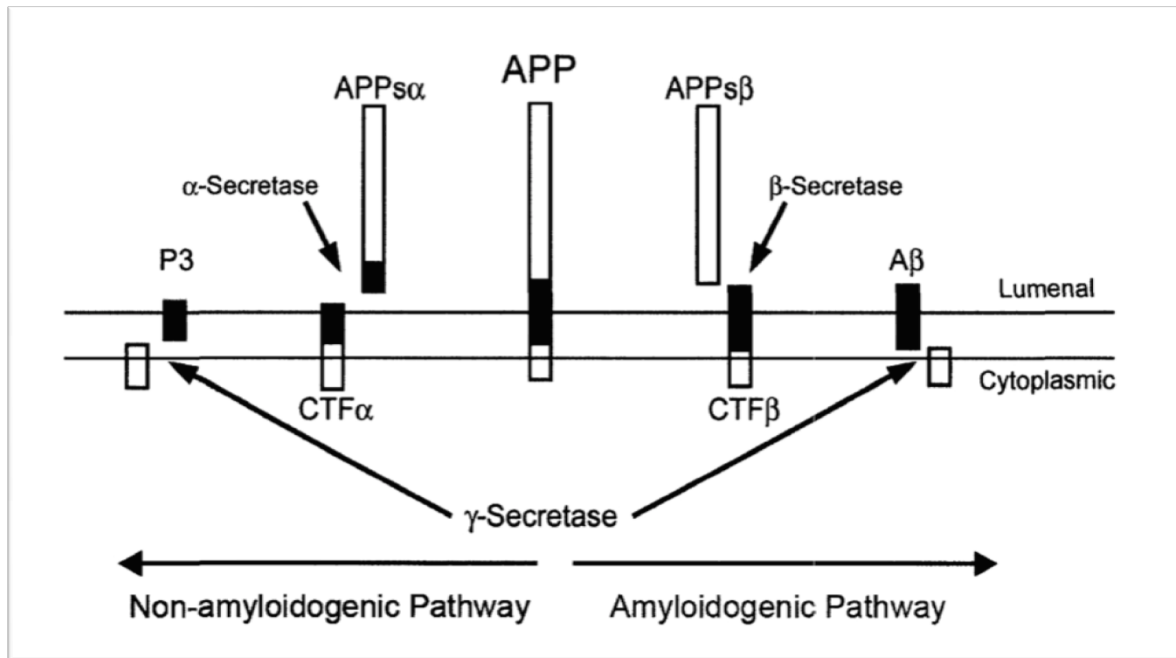 APP
APPsα
APPsβ
α-Secretase
β-Secretase
P3
Aβ
Lumenal
Cytoplasmic
CTFα
CTFβ
γ-Secretase
Non-amyloidogenic Pathway
Amyloidogenic Pathway